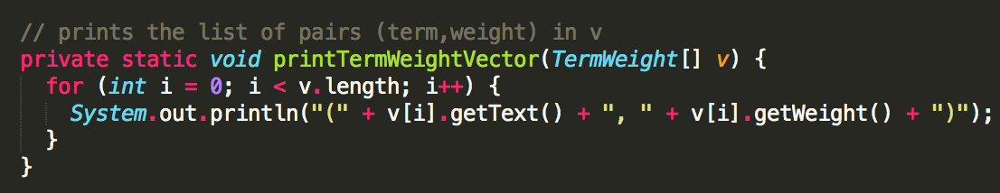 // prints the list of pairs (term,weight) in v
private static void printTermWeightVector(TermWeight[] v) {
  for (int i = 0; i < v.length; i++) {
    System.out.println("(" + v[i].getText() + ", " + v[i].getWeight() + ")");
  }
}